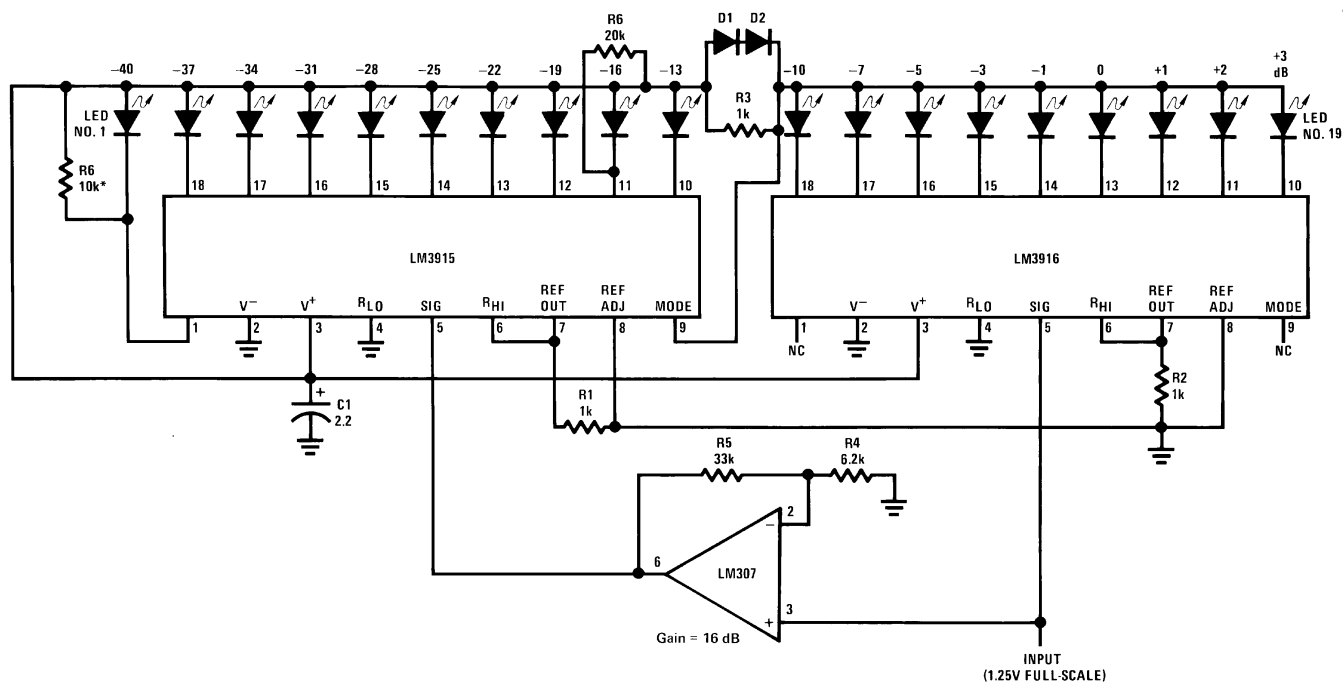 R6
20k
D1 D2
−40 −37 −34 −31 −28 −25 −22 −19 −16 −13 −10 −7 −5 −3 −1 0 +1 +2 +3
dB
LED
NO. 1
R3
1k
LED
NO. 19
R6
10k*
18 17 16 15 14 13 12 11 10
18 17 16 15 14 13 12 11 10
LM3915
LM3916
V− V+ RLO SIG RHI REF OUT REF ADJ MODE
1 2 3 4 5 6 7 8 9
V− V+ RLO SIG RHI REF OUT REF ADJ MODE
1 2 3 4 5 6 7 8 9
NC
NC
+
C1
2.2
R1
1k
R2
1k
R5
33k
R4
6.2k
2
−
6
LM307
3
+
Gain = 16 dB
INPUT
(1.25V FULL-SCALE)